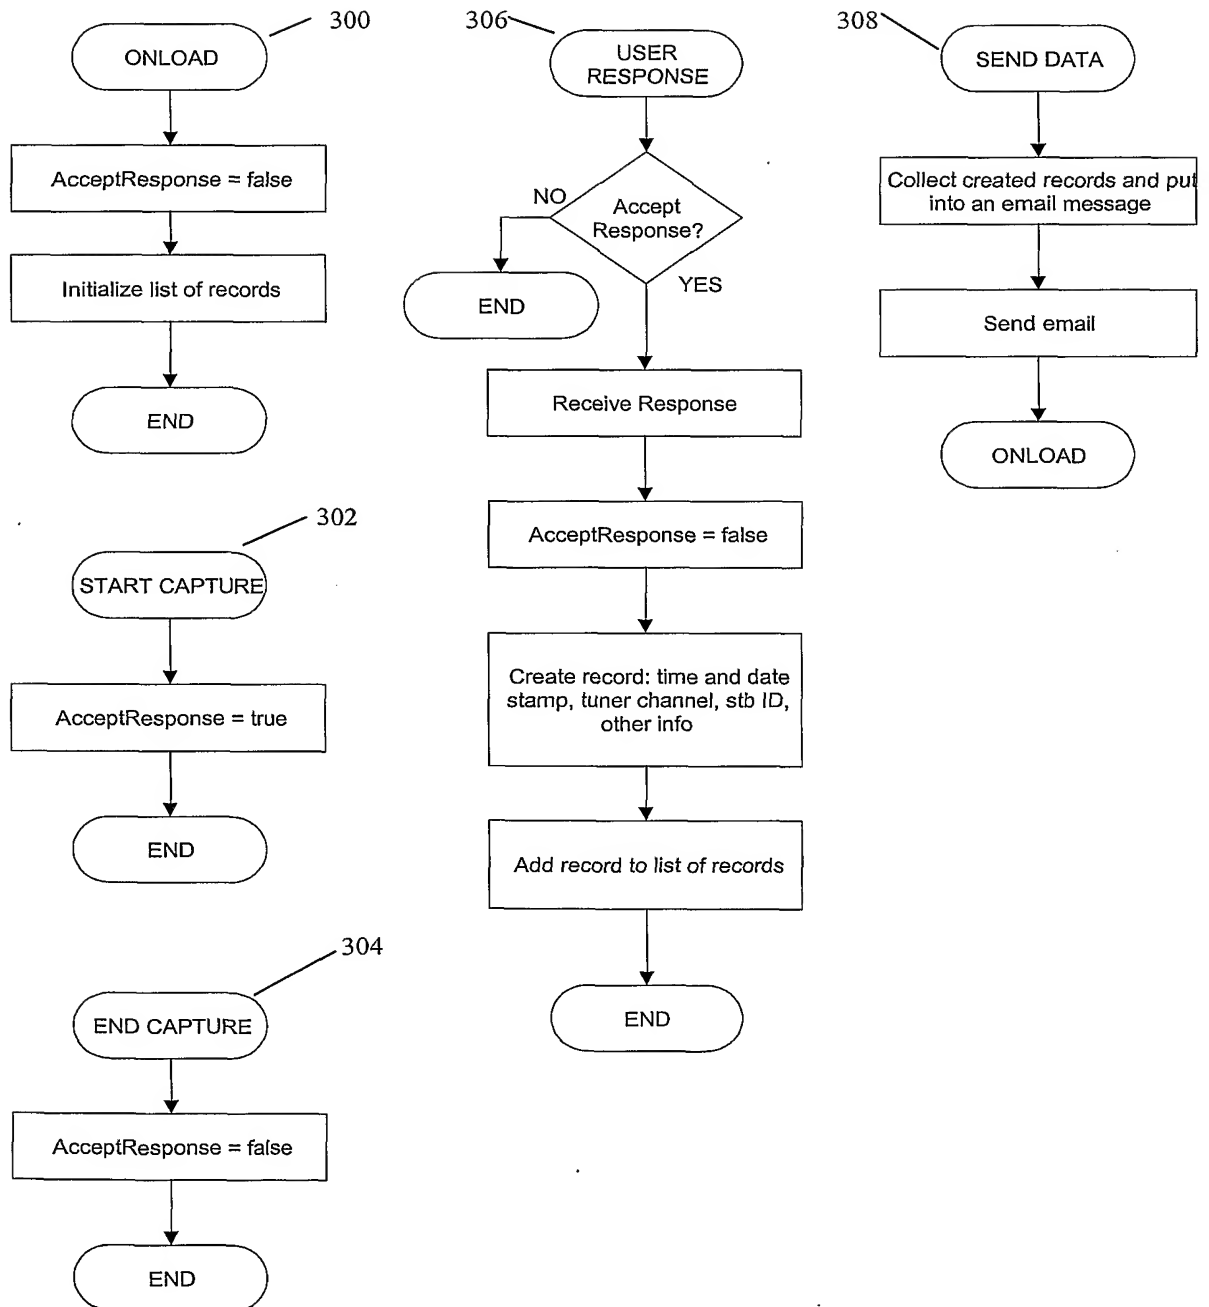 300
ONLOAD
AcceptResponse = false
Initialize list of records
END
302
START CAPTURE
AcceptResponse = true
END
304
END CAPTURE
AcceptResponse = false
END
306
USER
RESPONSE
Accept
Response?
NO
END
YES
Receive Response
AcceptResponse = false
Create record: time and date
stamp, tuner channel, stb ID,
other info
Add record to list of records
END
308
SEND DATA
Collect created records and put
into an email message
Send email
ONLOAD